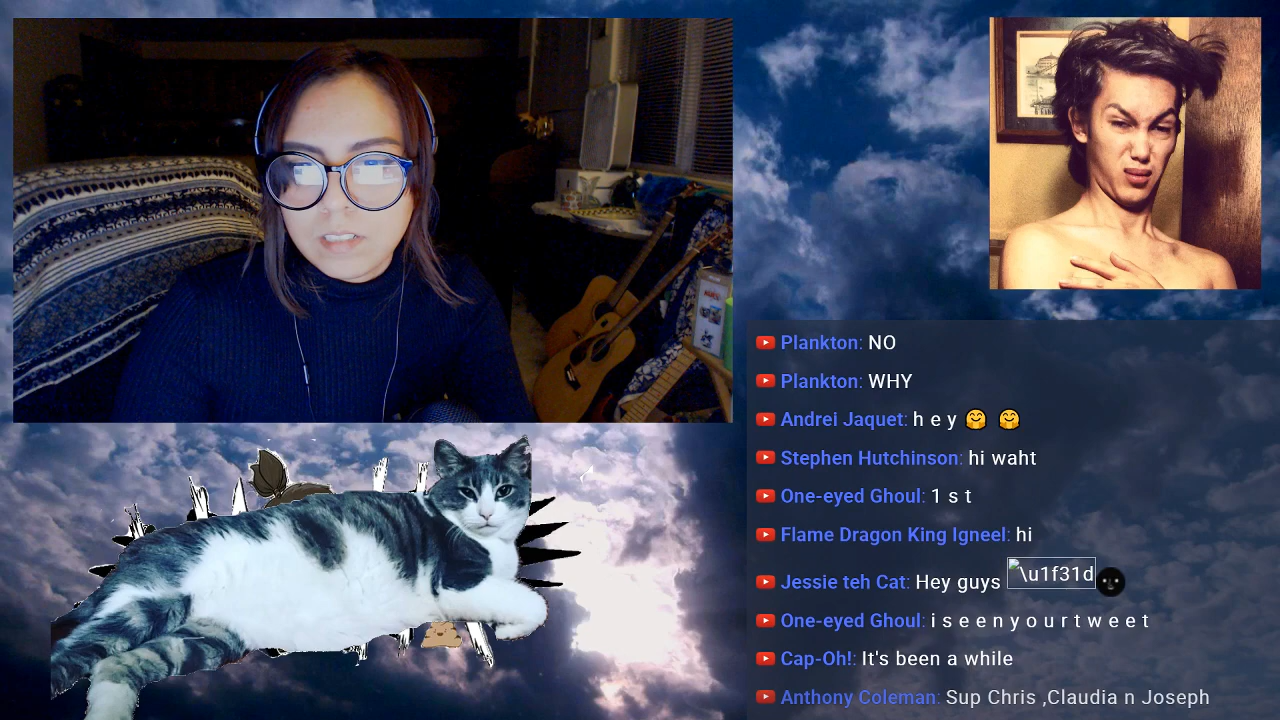 Plankton: NO
Plankton: WHY
Andrei Jaquet: h e y 🤗 🤗
Stephen Hutchinson: hi waht
One-eyed Ghoul: 1 s t
Flame Dragon King Igneel: hi
Jessie teh Cat: Hey guys \u1f31d🌚
One-eyed Ghoul: i s e e n y o u r t w e e t
Cap-Oh!: It's been a while
Anthony Coleman: Sup Chris ,Claudia n Joseph